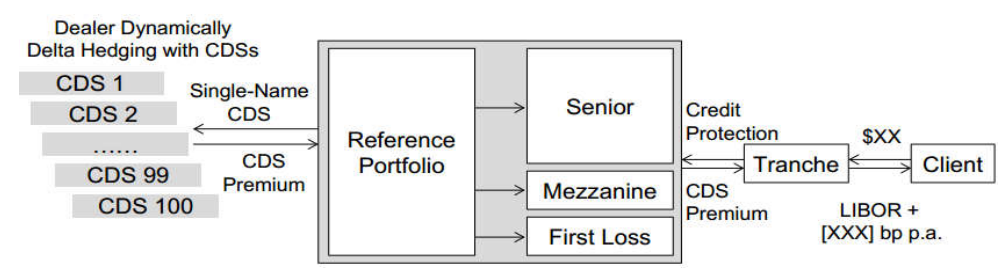 Dealer Dynamically
Delta Hedging with CDSs
CDS 1
CDS 2
......
CDS 99
CDS 100
Single-Name
CDS
CDS
Premium
Reference
Portfolio
Senior
Mezzanine
First Loss
Credit
Protection
CDS
Premium
Tranche
$XX
Client
LIBOR +
[XXX] bp p.a.